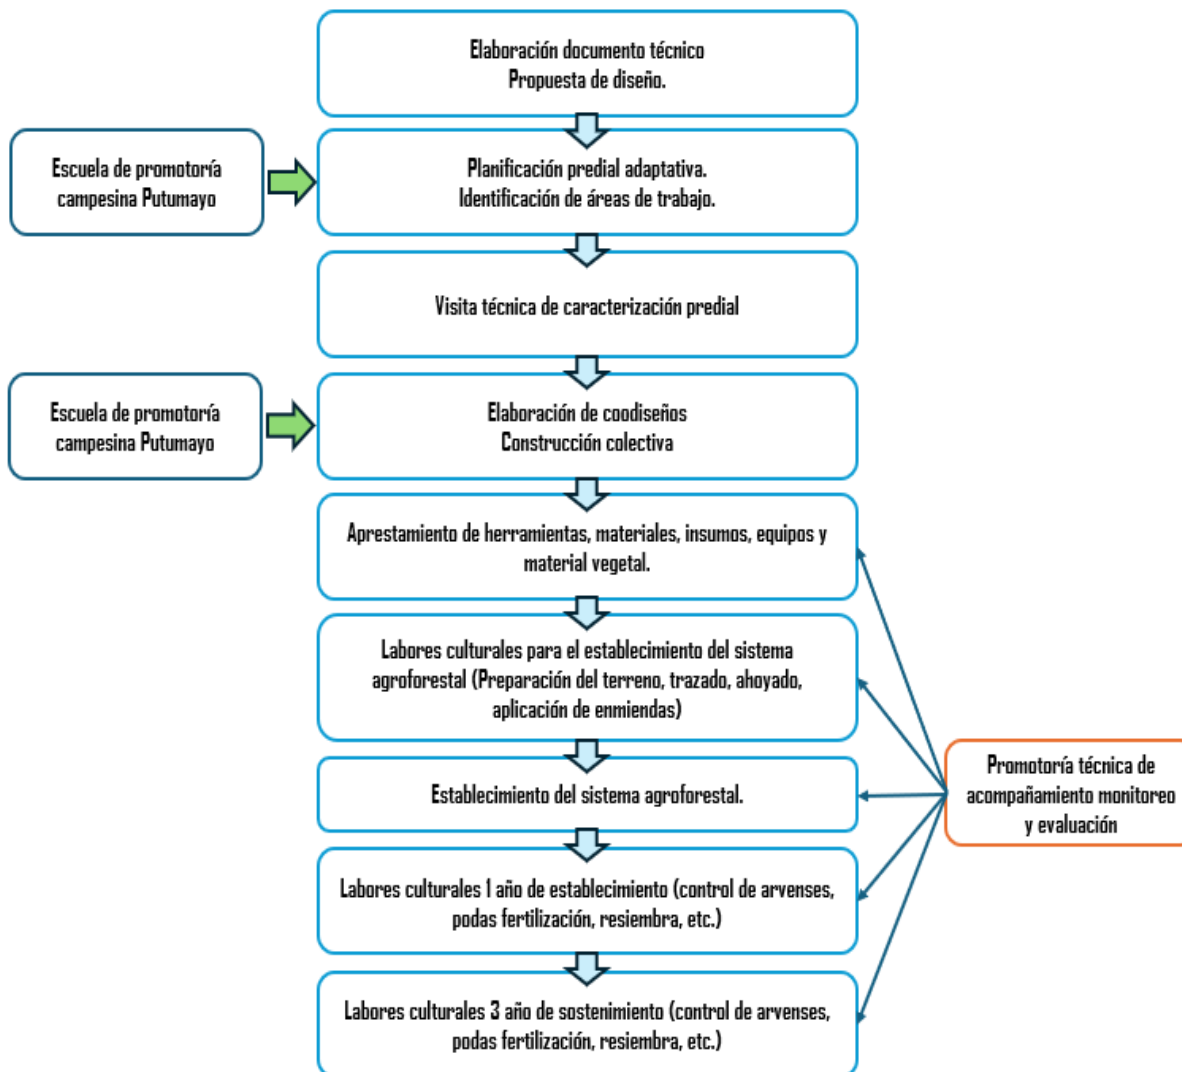 Elaboración documento técnico
Propuesta de diseño.
Escuela de promotoría
campesina Putumayo
Planificación predial adaptativa.
Identificación de áreas de trabajo.
Visita técnica de caracterización predial
Escuela de promotoría
campesina Putumayo
Elaboración de coodiseños
Construcción colectiva
Aprestamiento de herramientas, materiales, insumos, equipos y
material vegetal.
Labores culturales para el establecimiento del sistema
agroforestal (Preparación del terreno, trazado, ahoyado,
aplicación de enmiendas)
Establecimiento del sistema agroforestal.
Promotoría técnica de
acompañamiento monitoreo
y evaluación
Labores culturales 1 año de establecimiento (control de arvenses,
podas fertilización, resiembra, etc.)
Labores culturales 3 año de sostenimiento (control de arvenses,
podas fertilización, resiembra, etc.)